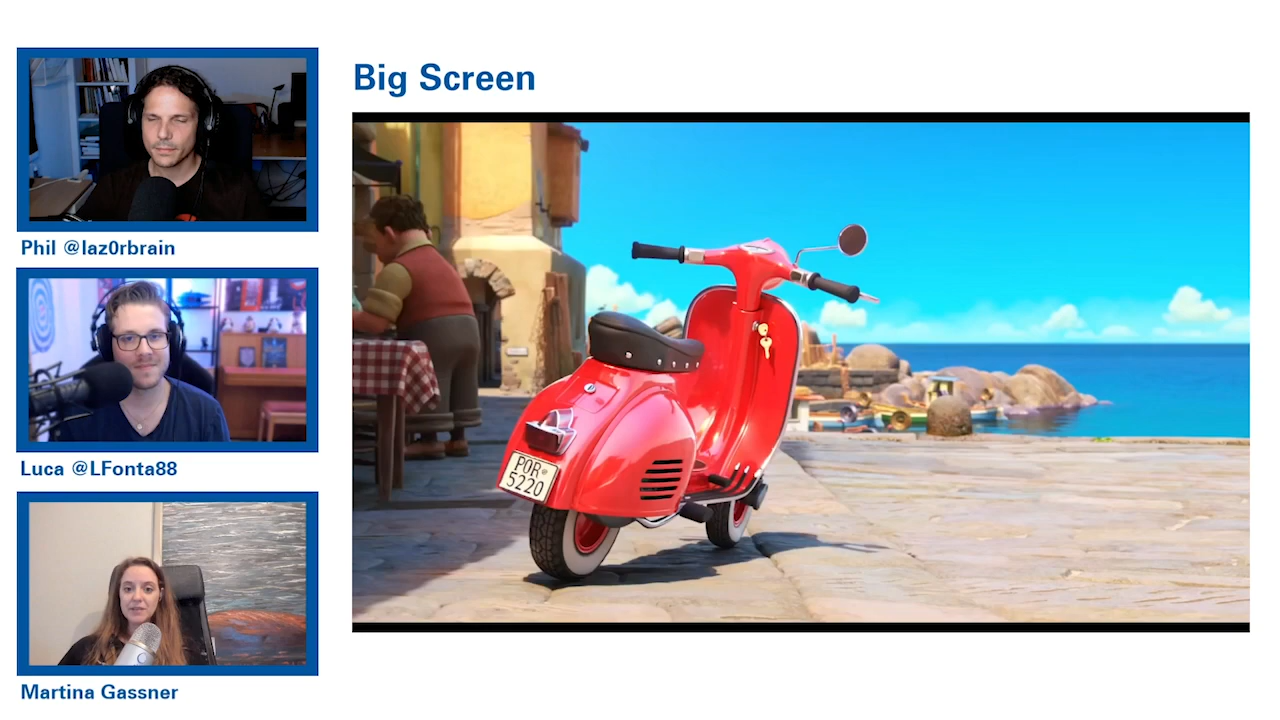 Big Screen
Phil @laz0rbrain
Luca @LFonta88
Martina Gassner
POR
5220